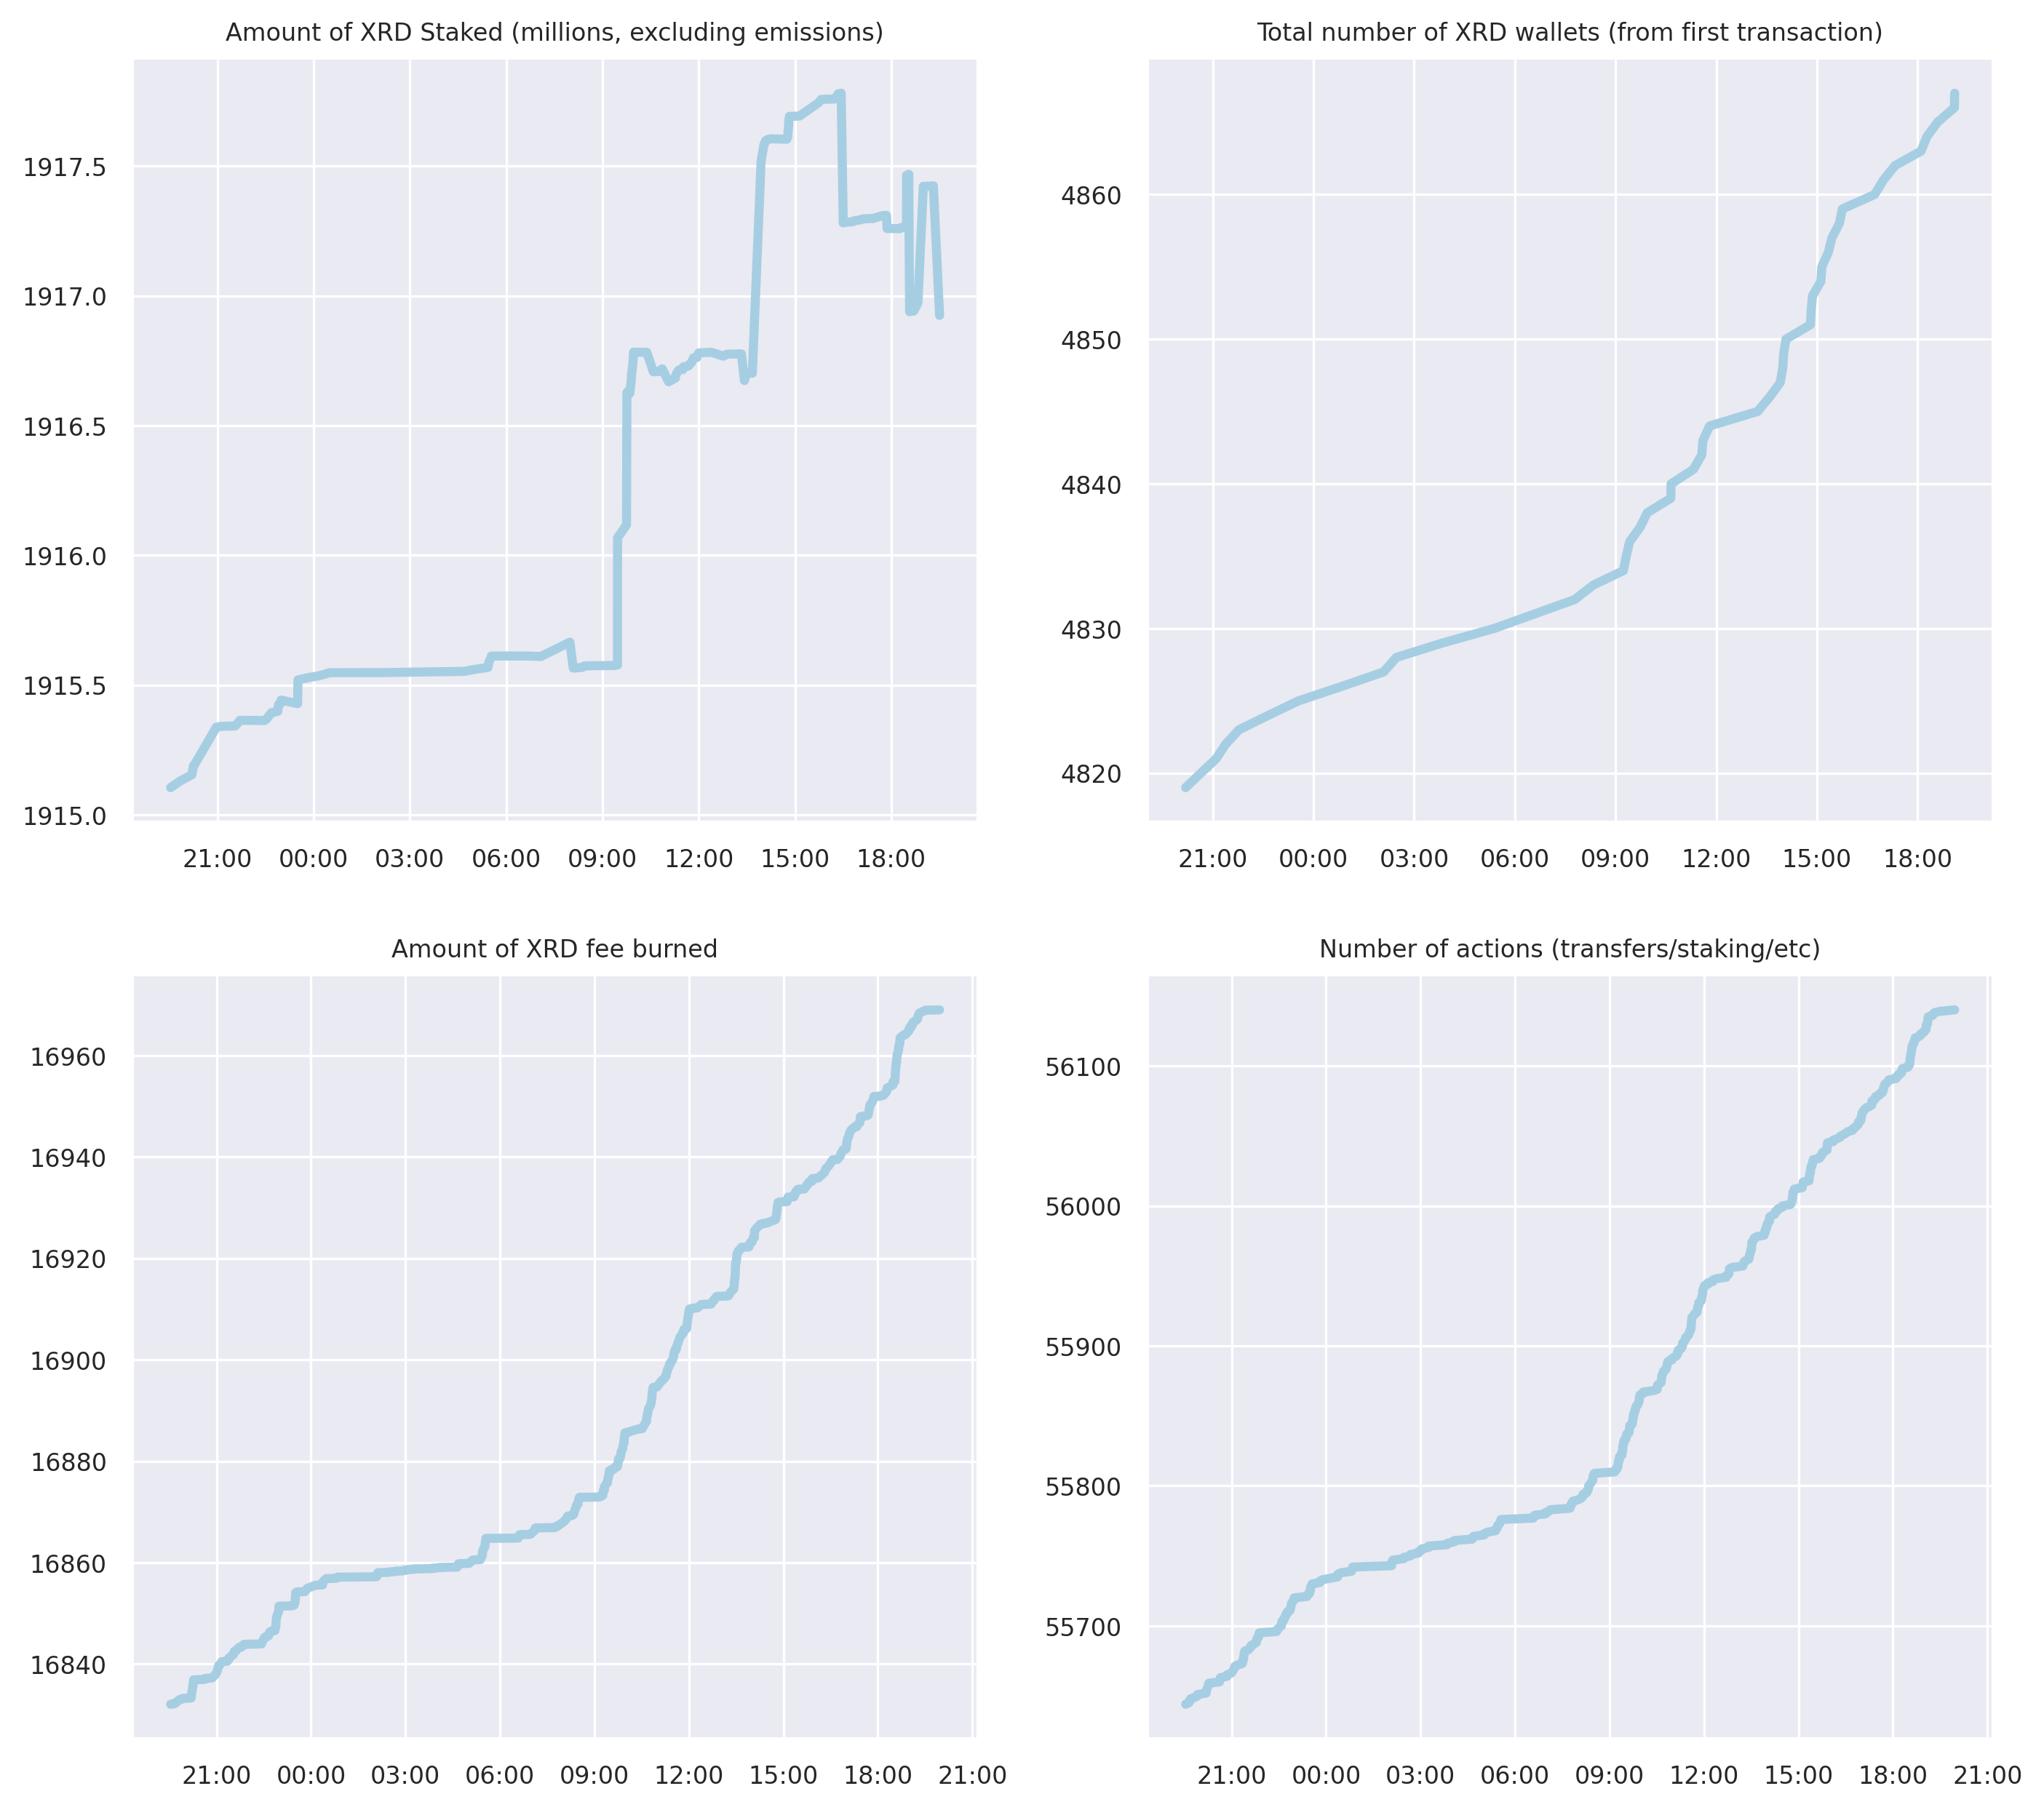 Amount of XRD Staked (millions, excluding emissions)
1917.5
1917.0
1916.5
1916.0
1915.5
1915.0
21:00 00:00 03:00 06:00 09:00 12:00 15:00 18:00
Total number of XRD wallets (from first transaction)
4860
4850
4840
4830
4820
21:00 00:00 03:00 06:00 09:00 12:00 15:00 18:00
Amount of XRD fee burned
16960
16940
16920
16900
16880
16860
16840
21:00 00:00 03:00 06:00 09:00 12:00 15:00 18:00 21:00
Number of actions (transfers/staking/etc)
56100
56000
55900
55800
55700
21:00 00:00 03:00 06:00 09:00 12:00 15:00 18:00 21:00